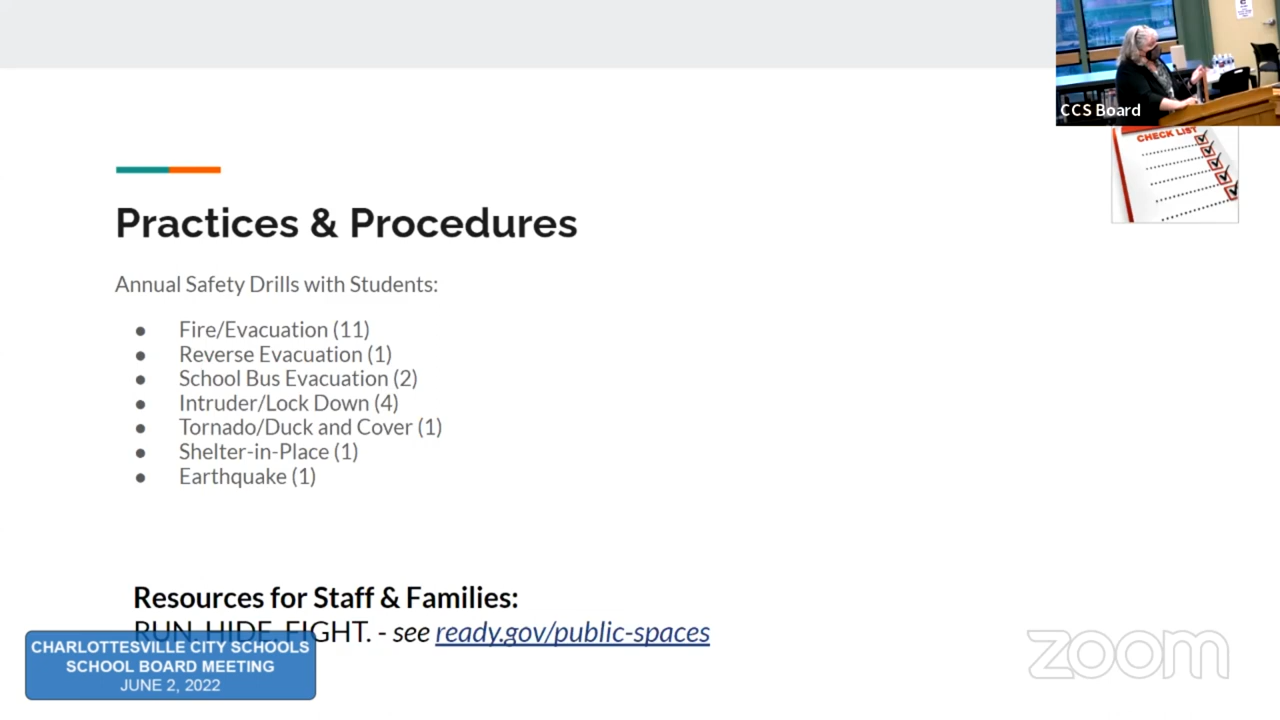 CCS Board
CHECK LIST
Practices & Procedures
Annual Safety Drills with Students:
● Fire/Evacuation (11)
● Reverse Evacuation (1)
● School Bus Evacuation (2)
● Intruder/Lock Down (4)
● Tornado/Duck and Cover (1)
● Shelter-in-Place (1)
● Earthquake (1)
Resources for Staff & Families:
RUN. HIDE. FIGHT. - see ready.gov/public-spaces
CHARLOTTESVILLE CITY SCHOOLS
SCHOOL BOARD MEETING
JUNE 2, 2022
zoom